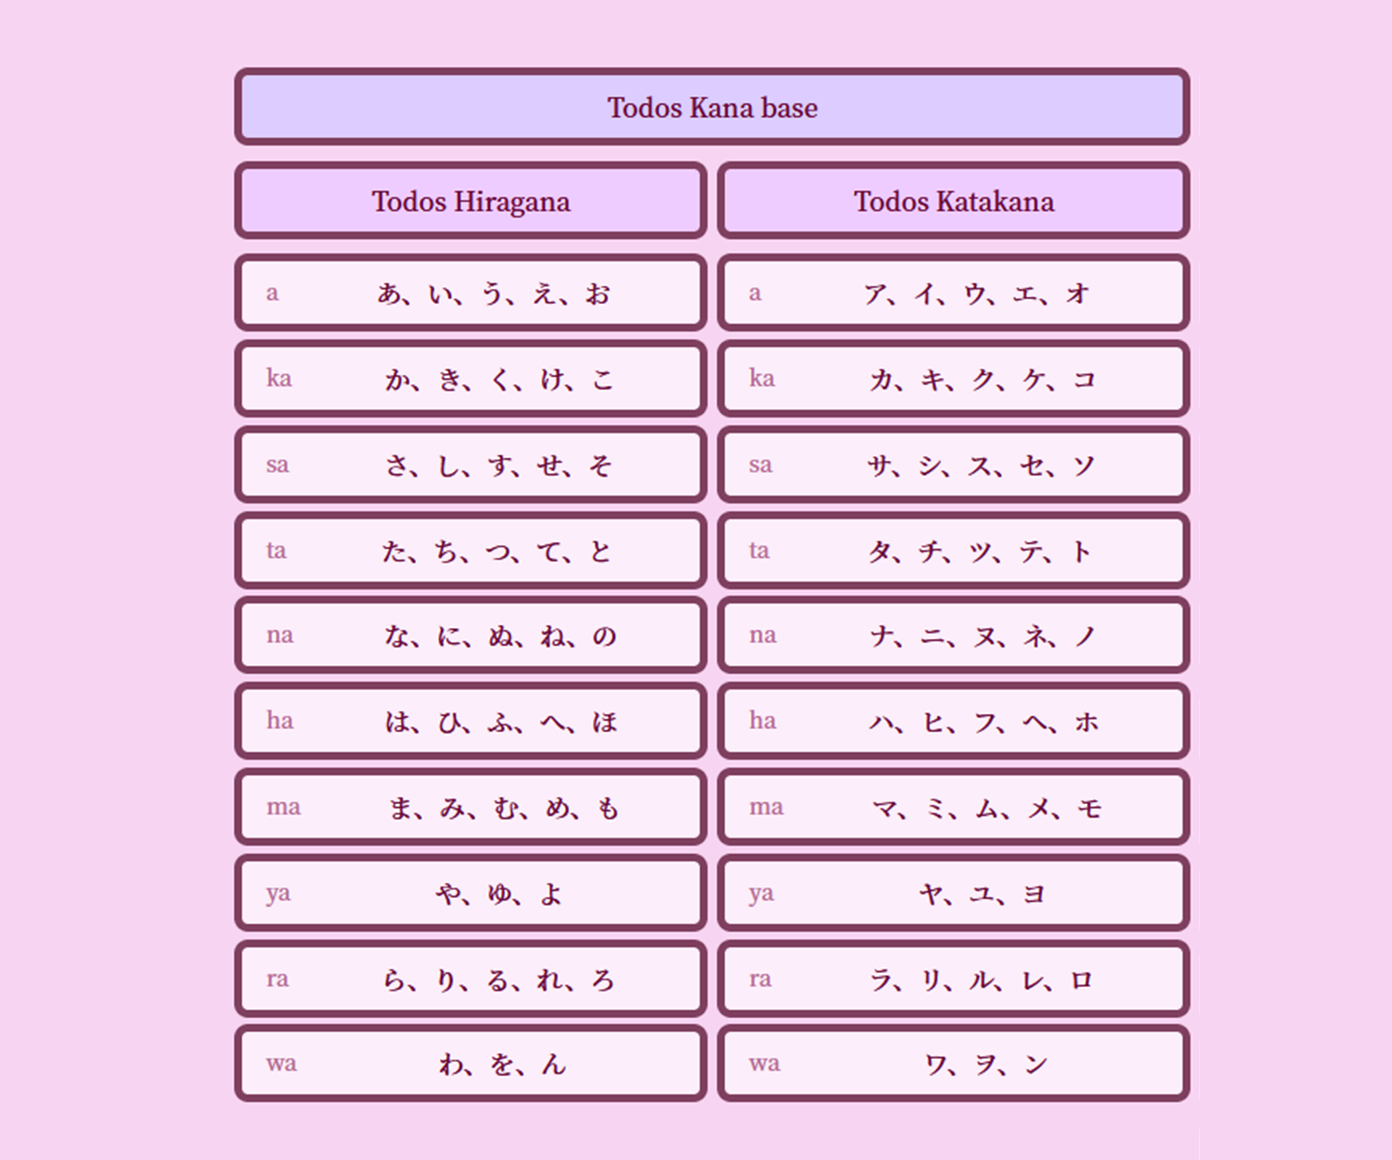 Todos Kana base
Todos Hiragana
Todos Katakana
a あ、い、う、え、お
a ア、イ、ウ、エ、オ
ka か、き、く、け、こ
ka カ、キ、ク、ケ、コ
sa さ、し、す、せ、そ
sa サ、シ、ス、セ、ソ
ta た、ち、つ、て、と
ta タ、チ、ツ、テ、ト
na な、に、ぬ、ね、の
na ナ、ニ、ヌ、ネ、ノ
ha は、ひ、ふ、へ、ほ
ha ハ、ヒ、フ、ヘ、ホ
ma ま、み、む、め、も
ma マ、ミ、ム、メ、モ
ya や、ゆ、よ
ya ヤ、ユ、ヨ
ra ら、り、る、れ、ろ
ra ラ、リ、ル、レ、ロ
wa わ、を、ん
wa ワ、ヲ、ン